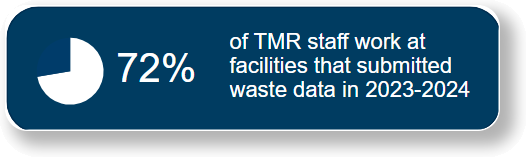 72%
of TMR staff work at
facilities that submitted
waste data in 2023-2024